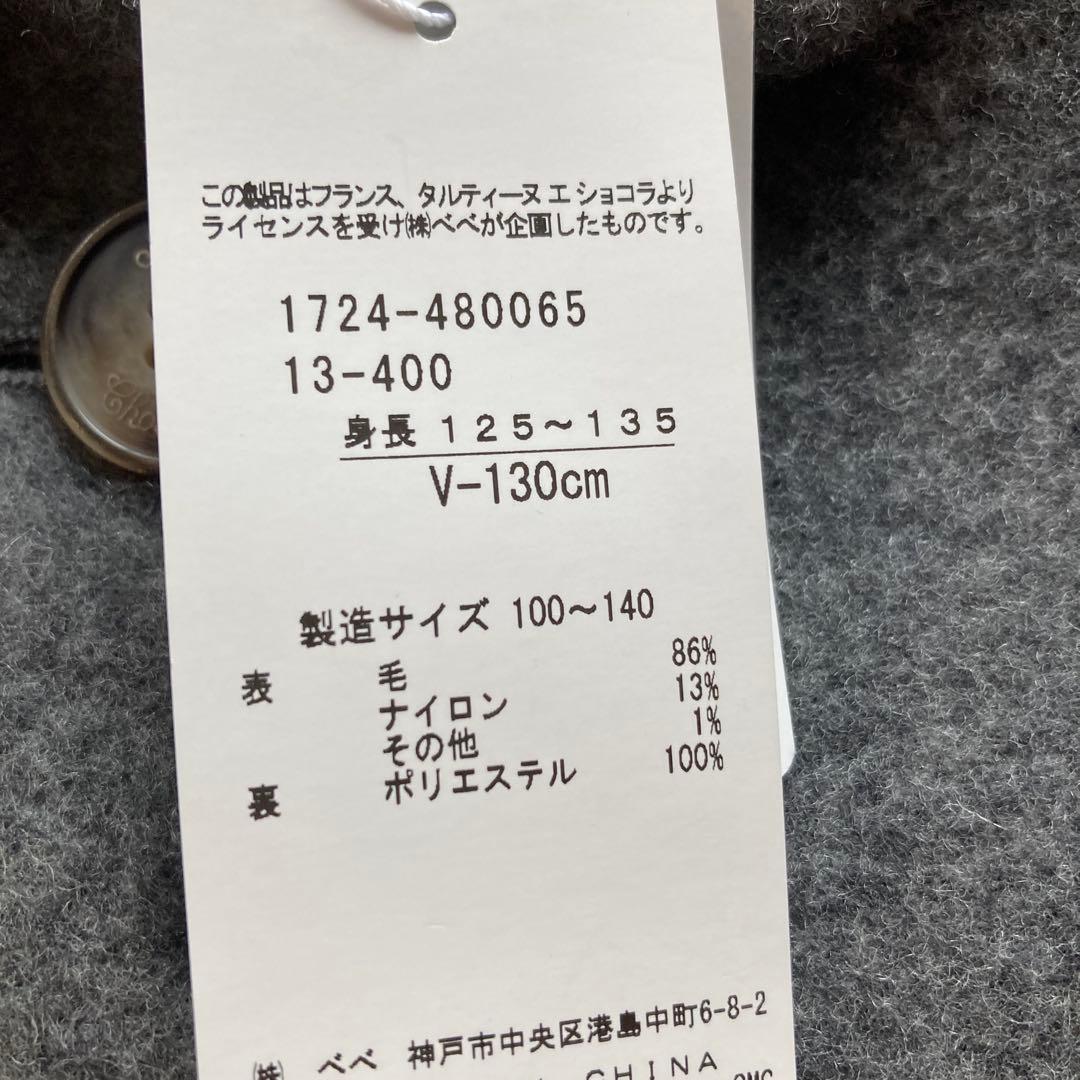 この製品はフランス、タルティーヌ エ ショコラより
ライセンスを受け㈱べべが企画したものです。
1724-480065
13-400
身長 125～135
V-130cm
製造サイズ 100～140
表 毛 86%
ナイロン 13%
その他 1%
裏 ポリエステル 100%
㈱ べべ 神戸市中央区港島中町6-8-2
CHINA